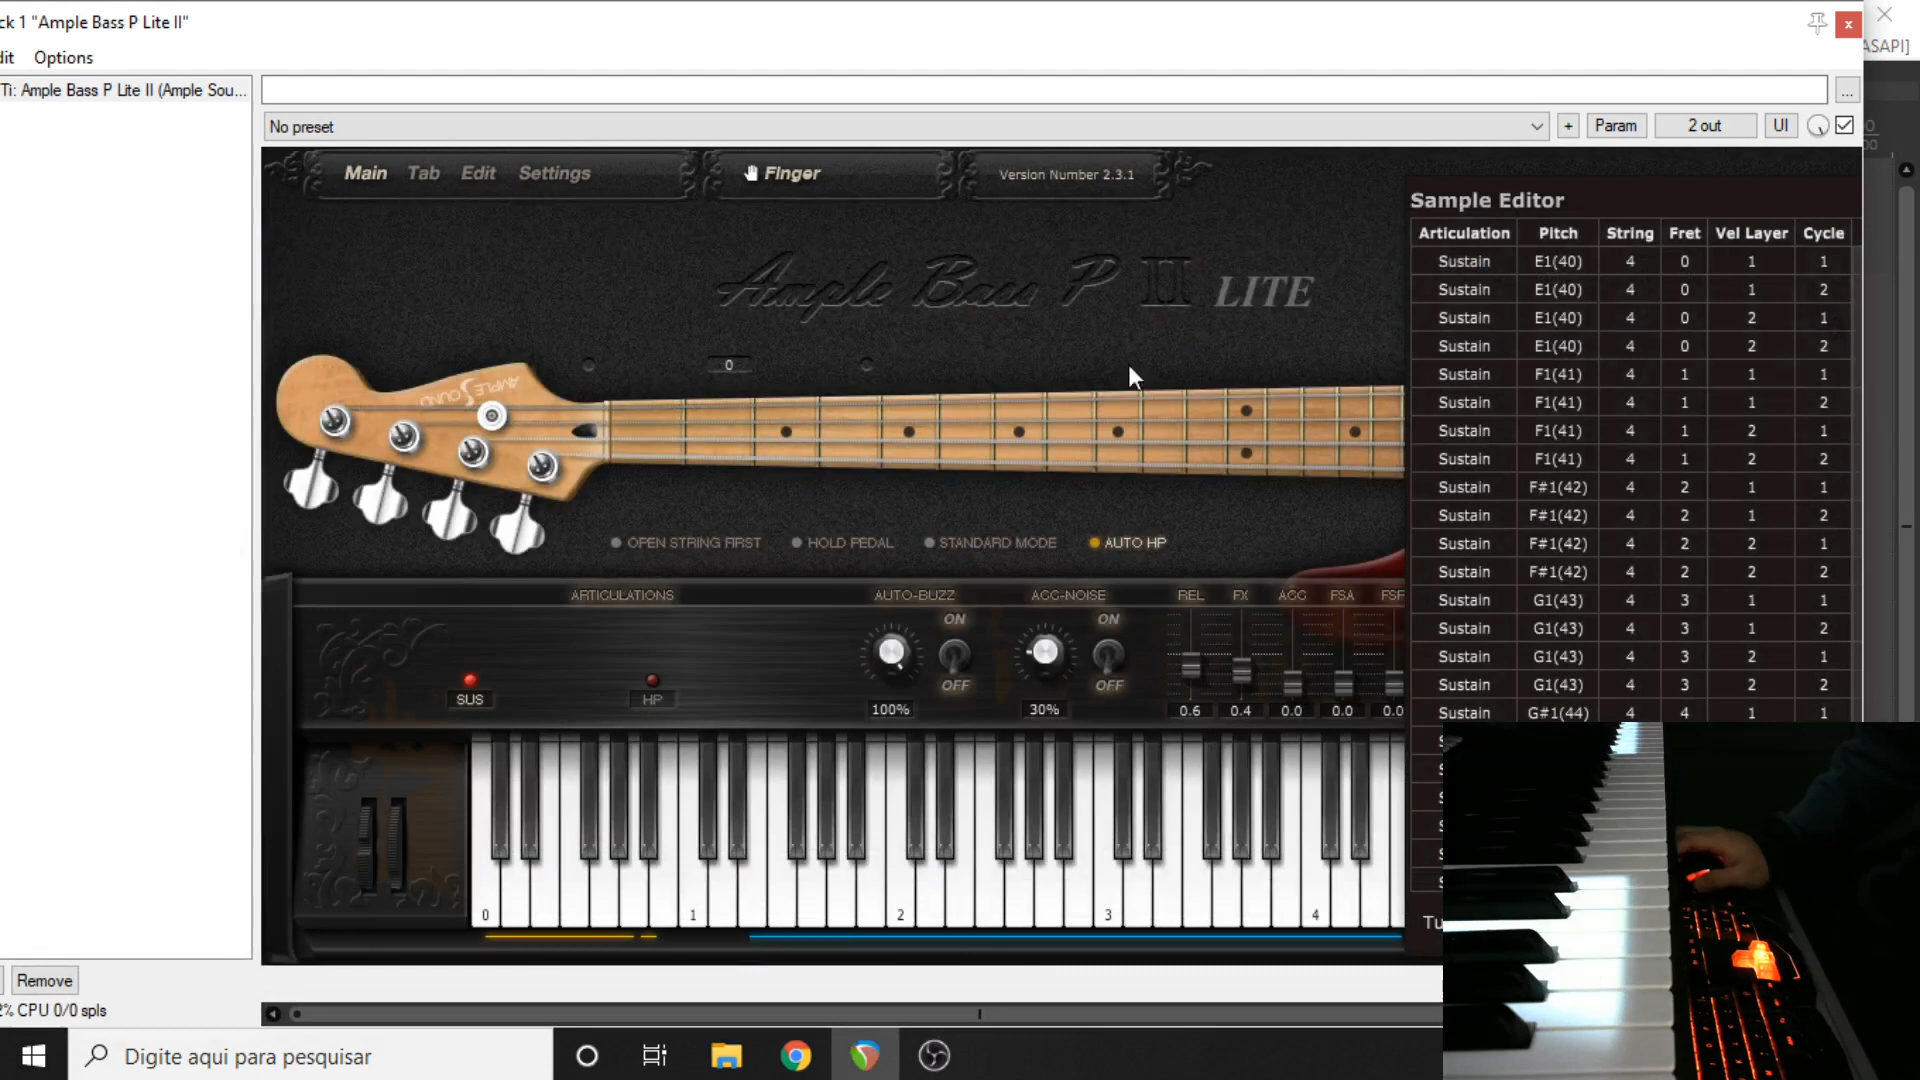 ck 1 "Ample Bass P Lite II"
dit Options
ASAPI]
Ti: Ample Bass P Lite II (Ample Sou...
...
No preset
+
Param
2 out
UI
Main Tab Edit Settings
Finger
Version Number 2.3.1
Ample Bass P II LITE
0
AMPLE SOUND
OPEN STRING FIRST
HOLD PEDAL
STANDARD MODE
AUTO HP
ARTICULATIONS
AUTO-BUZZ
ACC-NOISE
REL FX ACC FSA FSF
ON ON
OFF OFF
SUS HP
100% 30% 0.6 0.4 0.0 0.0 0.0
0 1 2 3 4
Sample Editor
Articulation Pitch String Fret Vel Layer Cycle
Sustain E1(40) 4 0 1 1
Sustain E1(40) 4 0 1 2
Sustain E1(40) 4 0 2 1
Sustain E1(40) 4 0 2 2
Sustain F1(41) 4 1 1 1
Sustain F1(41) 4 1 1 2
Sustain F1(41) 4 1 2 1
Sustain F1(41) 4 1 2 2
Sustain F#1(42) 4 2 1 1
Sustain F#1(42) 4 2 1 2
Sustain F#1(42) 4 2 2 1
Sustain F#1(42) 4 2 2 2
Sustain G1(43) 4 3 1 1
Sustain G1(43) 4 3 1 2
Sustain G1(43) 4 3 2 1
Sustain G1(43) 4 3 2 2
Sustain G#1(44) 4 4 1 1
Tu
Remove
2% CPU 0/0 spls
Digite aqui para pesquisar